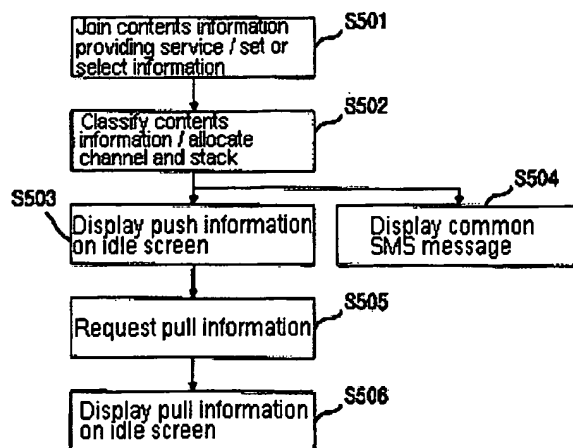 Join contents information
providing service / set or
select information
S501
Classify contents
information / allocate
channel and stack
S502
S503
Display push information
on idle screen
S504
Display common
SMS message
Request pull information
S505
Display pull information
on idle screen
S506